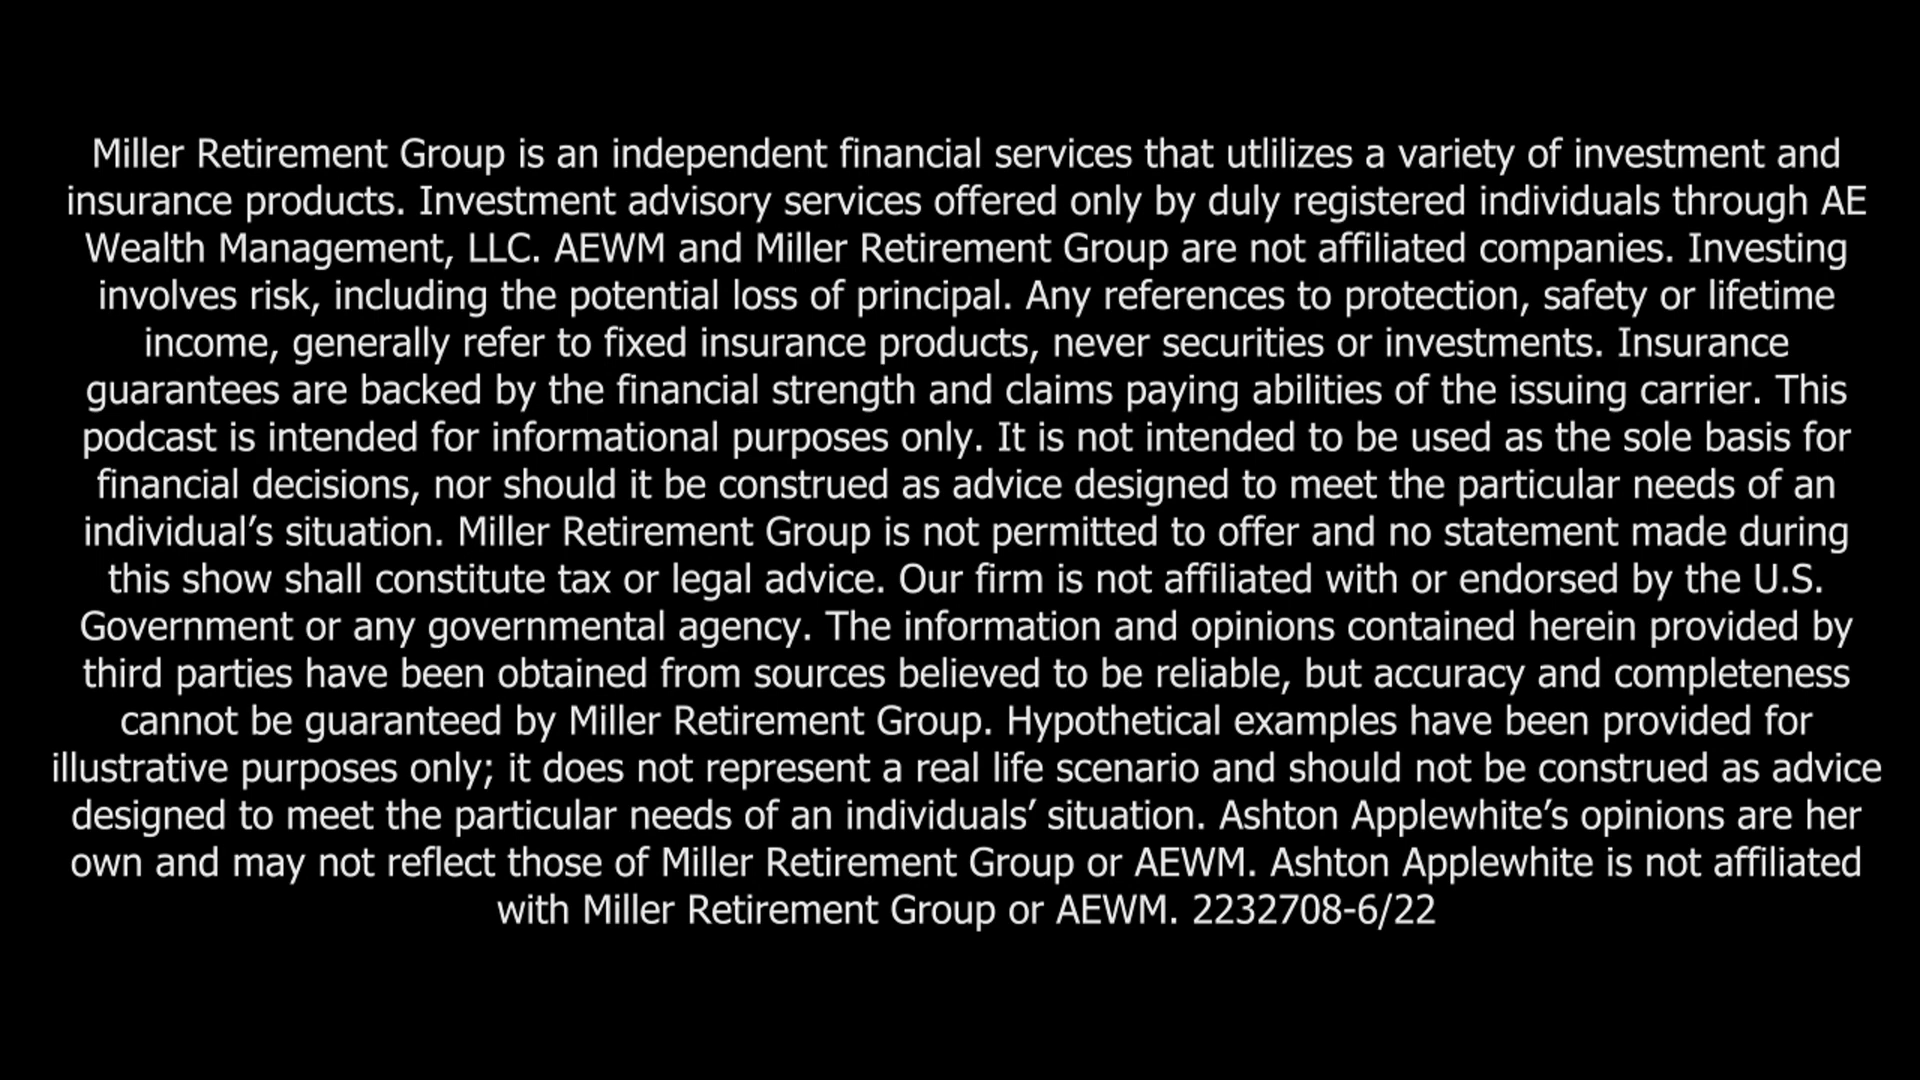 Miller Retirement Group is an independent financial services that utlilizes a variety of investment and
insurance products. Investment advisory services offered only by duly registered individuals through AE
Wealth Management, LLC. AEWM and Miller Retirement Group are not affiliated companies. Investing
involves risk, including the potential loss of principal. Any references to protection, safety or lifetime
income, generally refer to fixed insurance products, never securities or investments. Insurance
guarantees are backed by the financial strength and claims paying abilities of the issuing carrier. This
podcast is intended for informational purposes only. It is not intended to be used as the sole basis for
financial decisions, nor should it be construed as advice designed to meet the particular needs of an
individual’s situation. Miller Retirement Group is not permitted to offer and no statement made during
this show shall constitute tax or legal advice. Our firm is not affiliated with or endorsed by the U.S.
Government or any governmental agency. The information and opinions contained herein provided by
third parties have been obtained from sources believed to be reliable, but accuracy and completeness
cannot be guaranteed by Miller Retirement Group. Hypothetical examples have been provided for
illustrative purposes only; it does not represent a real life scenario and should not be construed as advice
designed to meet the particular needs of an individuals’ situation. Ashton Applewhite’s opinions are her
own and may not reflect those of Miller Retirement Group or AEWM. Ashton Applewhite is not affiliated
with Miller Retirement Group or AEWM. 2232708-6/22